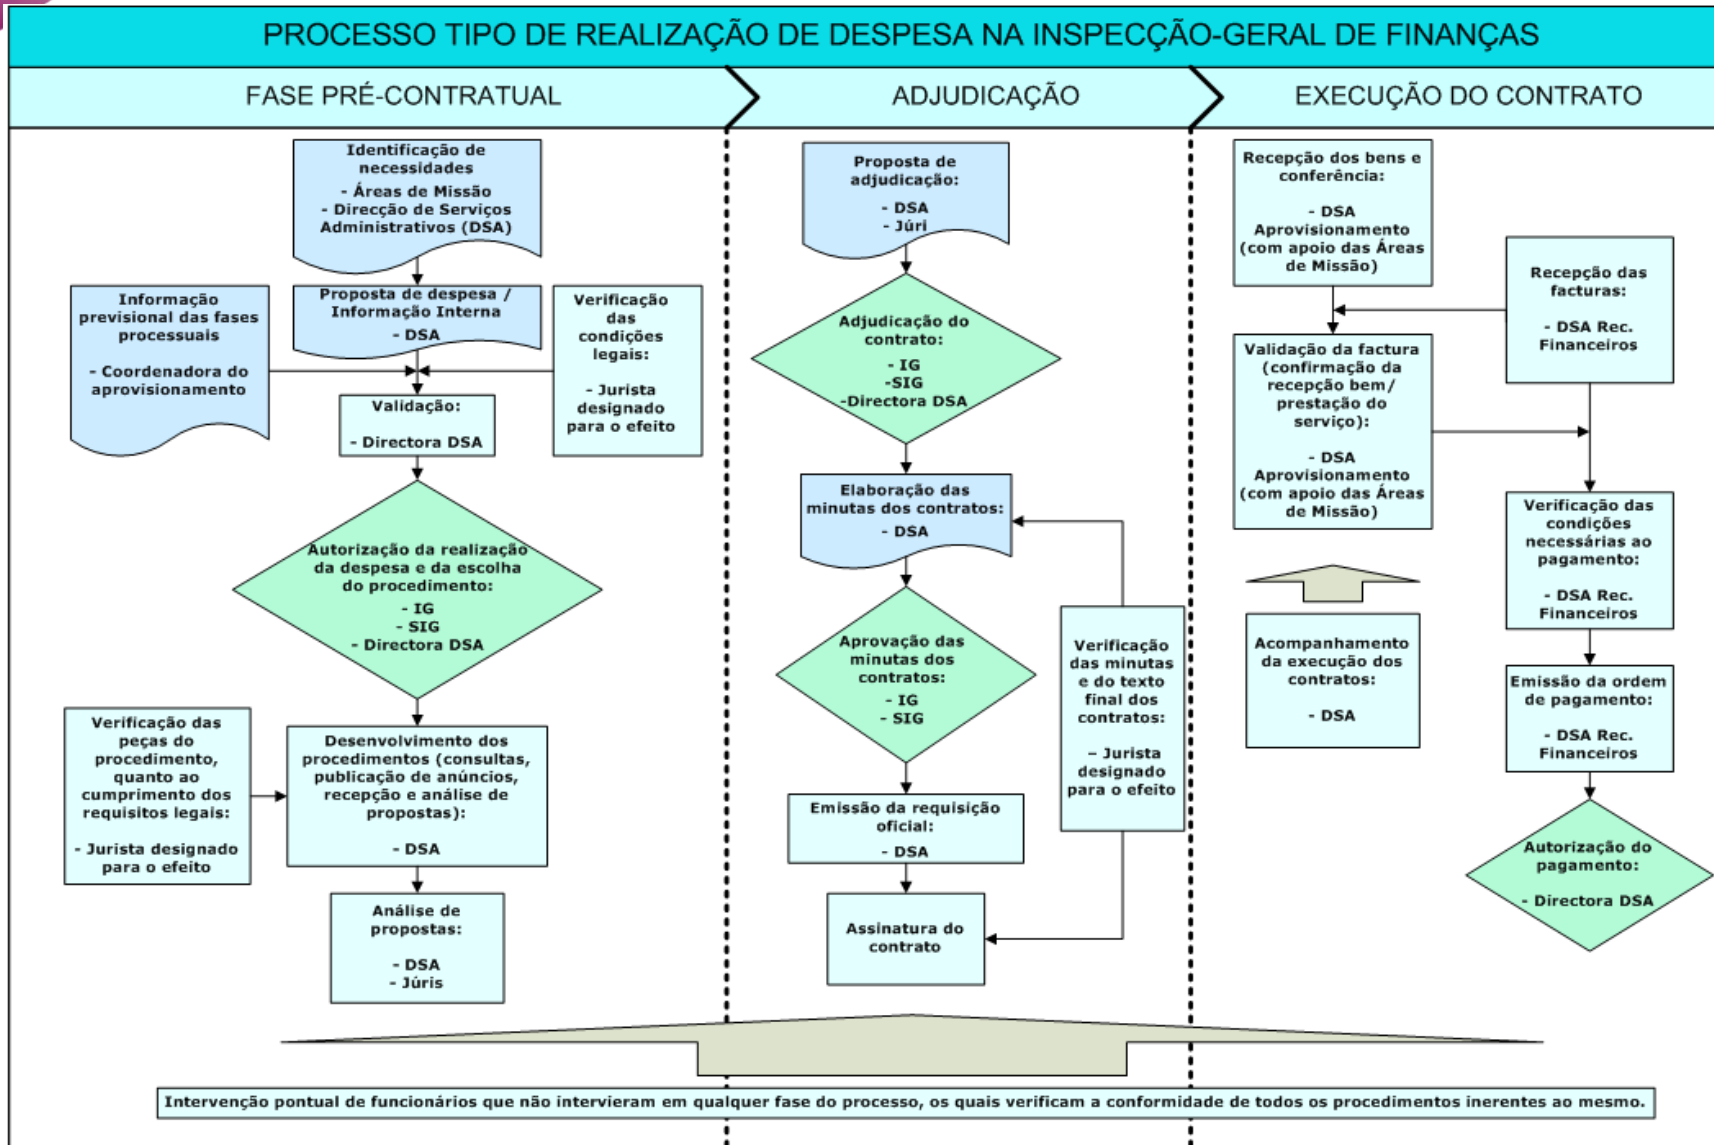 PROCESSO TIPO DE REALIZAÇÃO DE DESPESA NA INSPECÇÃO-GERAL DE FINANÇAS
FASE PRÉ-CONTRATUAL
ADJUDICAÇÃO
EXECUÇÃO DO CONTRATO
Identificação de
necessidades
- Áreas de Missão
- Direcção de Serviços
Administrativos (DSA)
Informação
previsional das fases
processuais
- Coordenadora do
aprovisionamento
Proposta de despesa /
Informação Interna
- DSA
Verificação
das
condições
legais:
- Jurista
designado
para o efeito
Validação:
- Directora DSA
Autorização da realização
da despesa e da escolha
do procedimento:
- IG
- SIG
- Directora DSA
Verificação das
peças do
procedimento,
quanto ao
cumprimento dos
requisitos legais:
- Jurista designado
para o efeito
Desenvolvimento dos
procedimentos (consultas,
publicação de anúncios,
recepção e análise de
propostas):
- DSA
Análise de
propostas:
- DSA
- Júris
Proposta de
adjudicação:
- DSA
- Júri
Adjudicação do
contrato:
- IG
-SIG
-Directora DSA
Elaboração das
minutas dos contratos:
- DSA
Aprovação das
minutas dos
contratos:
- IG
- SIG
Verificação
das minutas
e do texto
final dos
contratos:
– Jurista
designado
para o efeito
Emissão da requisição
oficial:
- DSA
Assinatura do
contrato
Recepção dos bens e
conferência:
- DSA
Aprovisionamento
(com apoio das Áreas
de Missão)
Recepção das
facturas:
- DSA Rec.
Financeiros
Validação da factura
(confirmação da
recepção bem/
prestação do
serviço):
- DSA
Aprovisionamento
(com apoio das Áreas
de Missão)
Verificação das
condições
necessárias ao
pagamento:
- DSA Rec.
Financeiros
Acompanhamento
da execução dos
contratos:
- DSA
Emissão da ordem
de pagamento:
- DSA Rec.
Financeiros
Autorização do
pagamento:
- Directora DSA
Intervenção pontual de funcionários que não intervieram em qualquer fase do processo, os quais verificam a conformidade de todos os procedimentos inerentes ao mesmo.